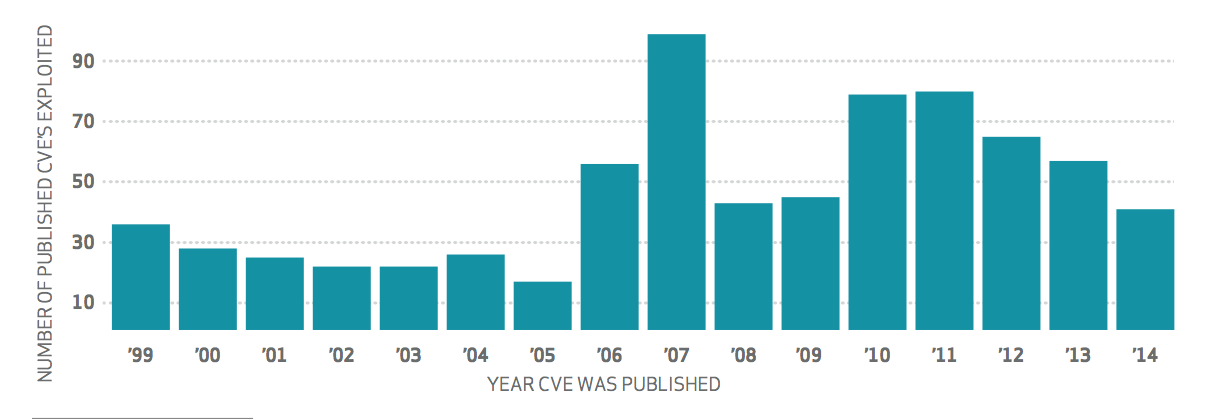 NUMBER OF PUBLISHED CVE'S EXPLOITED
90
70
50
30
10
'99 '00 '01 '02 '03 '04 '05 '06 '07 '08 '09 '10 '11 '12 '13 '14
YEAR CVE WAS PUBLISHED